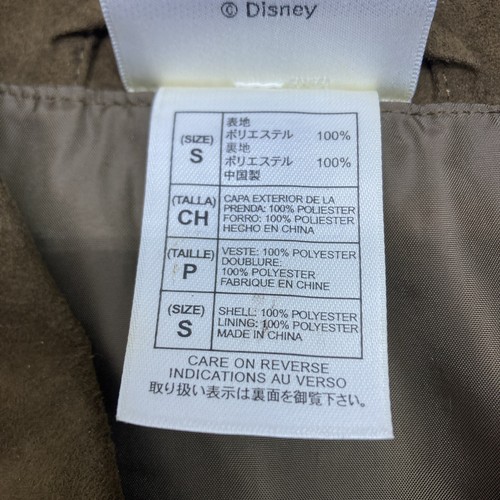 © Disney
(SIZE)
S
表地
ポリエステル 100%
裏地
ポリエステル 100%
中国製
(TALLA)
CH
CAPA EXTERIOR DE LA
PRENDA: 100% POLIESTER
FORRO: 100% POLIESTER
HECHO EN CHINA
(TAILLE)
P
VESTE: 100% POLYESTER
DOUBLURE:
100% POLYESTER
FABRIQUE EN CHINE
(SIZE)
S
SHELL: 100% POLYESTER
LINING: 100% POLYESTER
MADE IN CHINA
CARE ON REVERSE
INDICATIONS AU VERSO
取り扱い表示は裏面を御覧下さい。